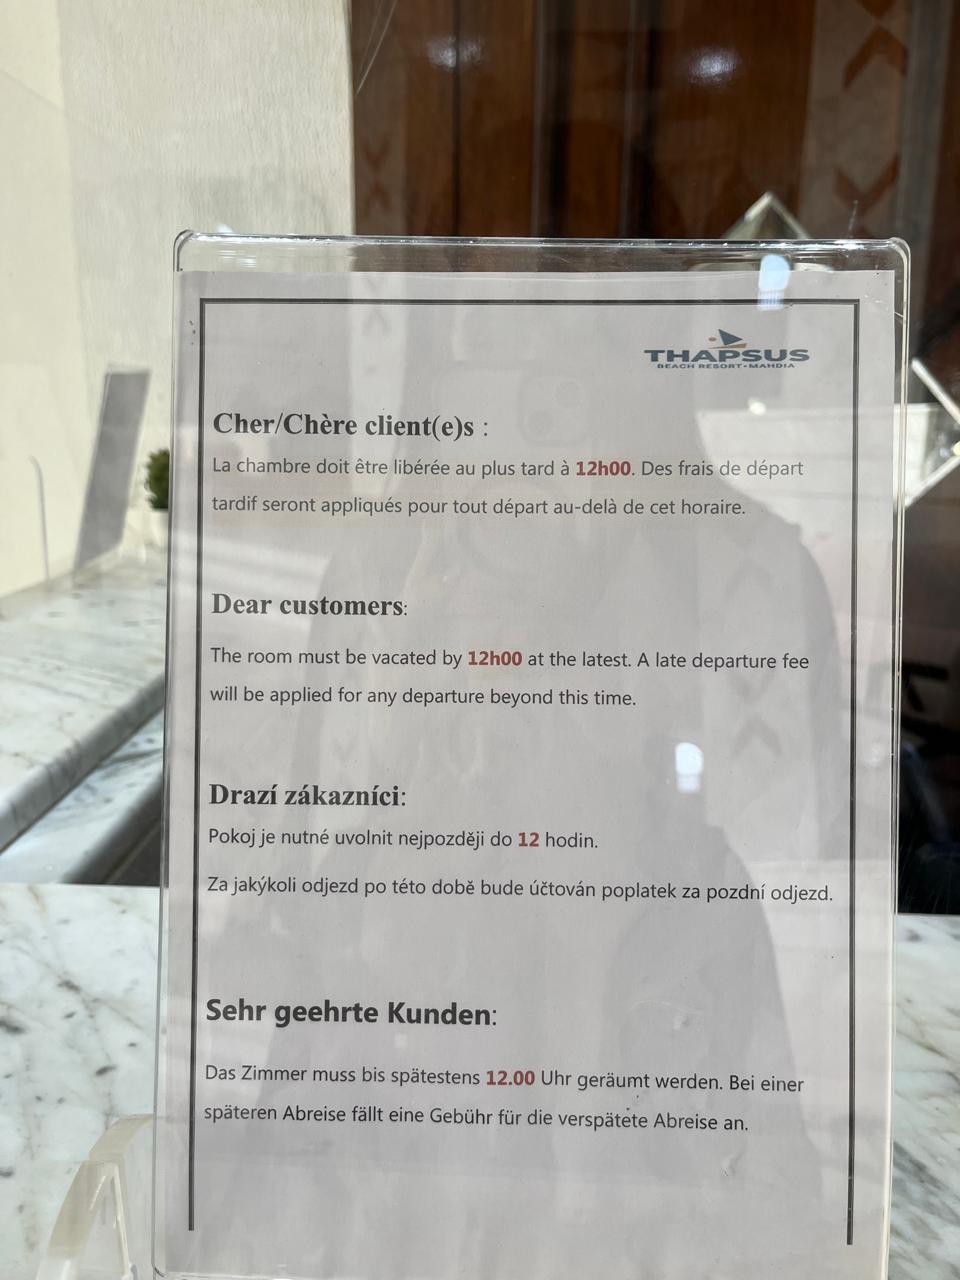 THAPSUS
BEACH RESORT-MAHDIA
Cher/Chère client(e)s :
La chambre doit être libérée au plus tard à 12h00. Des frais de départ
tardif seront appliqués pour tout départ au-delà de cet horaire.
Dear customers:
The room must be vacated by 12h00 at the latest. A late departure fee
will be applied for any departure beyond this time.
Drazí zákazníci:
Pokoj je nutné uvolnit nejpozději do 12 hodin.
Za jakýkoli odjezd po této době bude účtován poplatek za pozdní odjezd.
Sehr geehrte Kunden:
Das Zimmer muss bis spätestens 12.00 Uhr geräumt werden. Bei einer
späteren Abreise fällt eine Gebühr für die verspätete Abreise an.